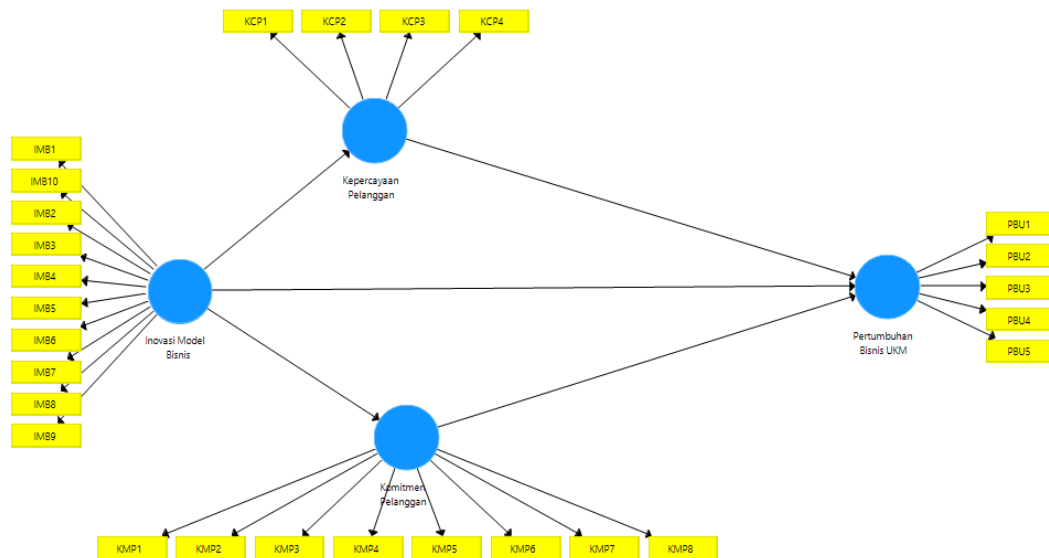 KCP1 KCP2 KCP3 KCP4
Kepercayaan
Pelanggan
IMB1
IMB10
IMB2
IMB3
IMB4
IMB5
IMB6
IMB7
IMB8
IMB9
Inovasi Model
Bisnis
PBU1
PBU2
PBU3
PBU4
PBU5
Pertumbuhan
Bisnis UKM
Komitmen
Pelanggan
KMP1 KMP2 KMP3 KMP4 KMP5 KMP6 KMP7 KMP8